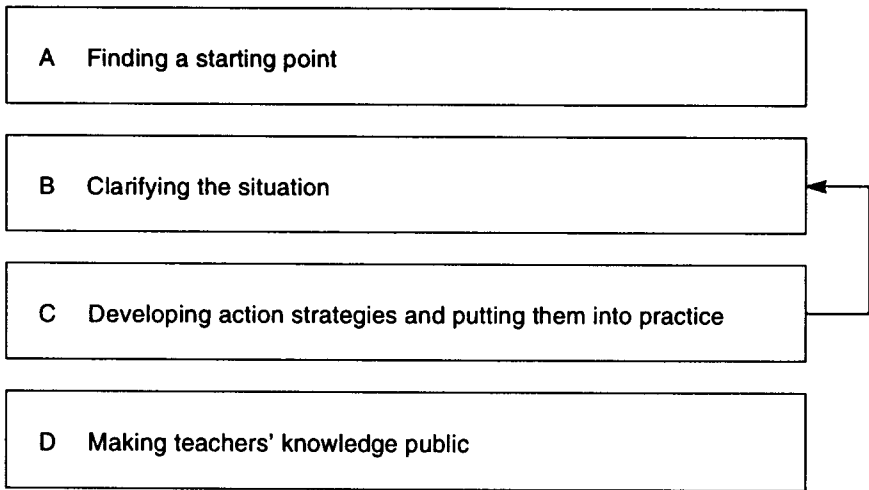 A Finding a starting point
B Clarifying the situation
C Developing action strategies and putting them into practice
D Making teachers' knowledge public